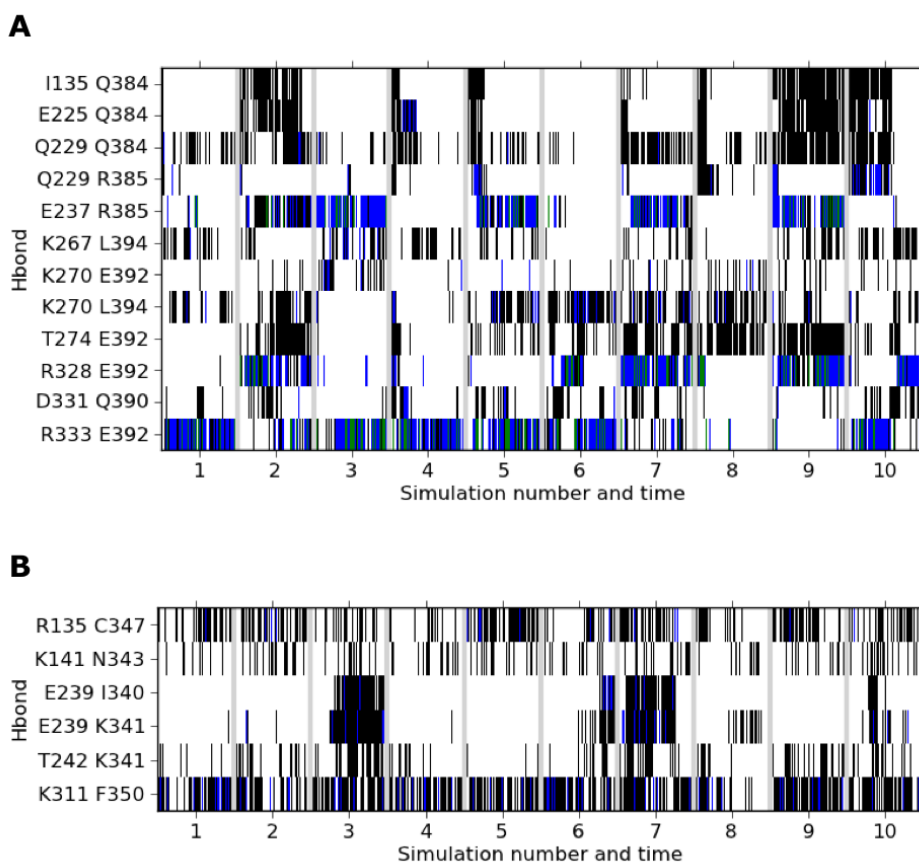 A
I135 Q384
E225 Q384
Q229 Q384
Q229 R385
E237 R385
K267 L394
K270 E392
K270 L394
T274 E392
R328 E392
D331 Q390
R333 E392
Hbond
1 2 3 4 5 6 7 8 9 10
Simulation number and time
B
R135 C347
K141 N343
E239 I340
E239 K341
T242 K341
K311 F350
Hbond
1 2 3 4 5 6 7 8 9 10
Simulation number and time